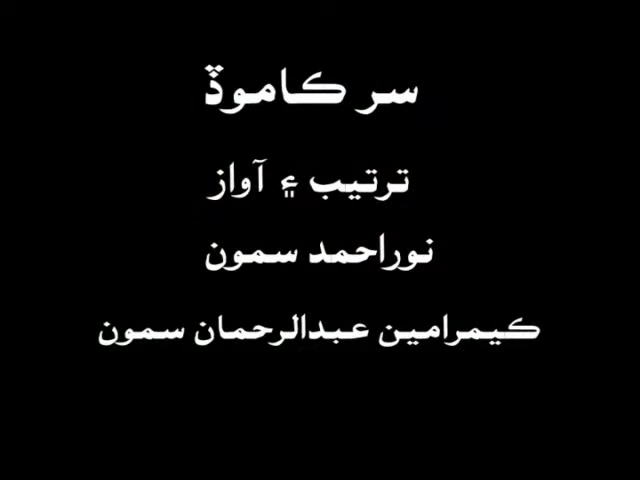 سر ڪاموڏ
ترتيب ۽ آواز
نوراحمد سمون
ڪيمرامين عبدالرحمان سمون